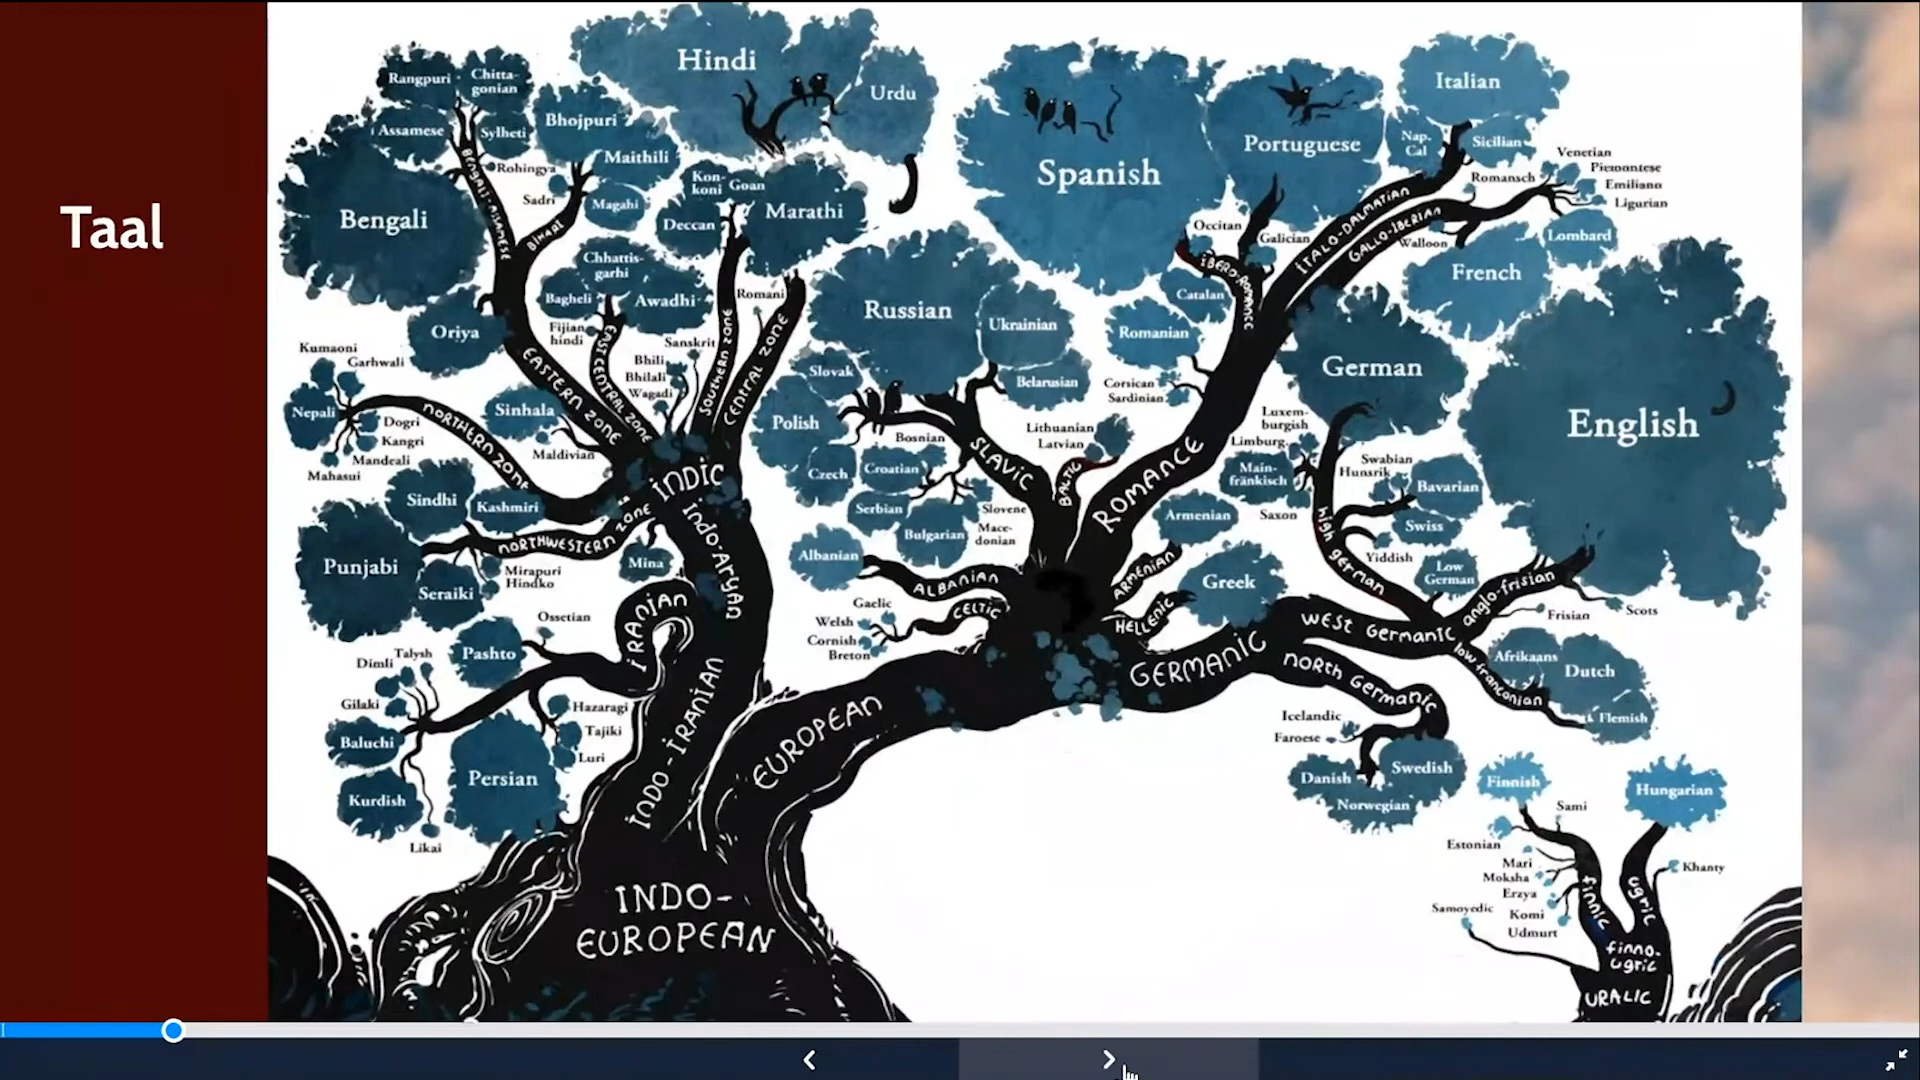 Taal
Hindi
Urdu
Rangpuri
Chitta-
gonian
Assamese
Sylheti
Bhojpuri
Maithili
Rohingya
Sadri
Magahi
Bengali
BENGALI-ASSAMESE
BIHARI
Kon-
koni
Goan
Deccan
Marathi
Oriya
Chhattis-
garhi
Bagheli
Awadhi
Fijian
hindi
Romani
Sanskrit
Bhili
Bhilali
Wagadi
EASTERN ZONE
EAST CENTRAL ZONE
SOUTHERN ZONE
CENTRAL ZONE
Kumaoni
Garhwali
Nepali
Dogri
Kangri
Mandeali
Mahasui
NORTHERN ZONE
Sinhala
Maldivian
INDIC
Sindhi
Kashmiri
NORTHWESTERN ZONE
Punjabi
Mirapuri
Hindko
Seraiki
Mina
INDO-ARYAN
IRANIAN
Ossetian
Pashto
Talysh
Dimli
Gilaki
Baluchi
Kurdish
Likai
Persian
Hazaragi
Tajiki
Luri
INDO-IRANIAN
EUROPEAN
INDO-
EUROPEAN
Spanish
Portuguese
Italian
Nap.
Cal
Sicilian
Venetian
Piemontese
Emiliano
Ligurian
Romansch
Lombard
Walloon
French
Occitan
Galician
Catalan
ITALO-DALMATIAN
GALLO-IBERIAN
IBERO-ROMANCE
Romanian
Corsican
Sardinian
ROMANCE
Russian
Ukrainian
Belarusian
Slovak
Polish
Czech
Bosnian
Croatian
Serbian
Bulgarian
Slovene
Mace-
donian
SLAVIC
Lithuanian
Latvian
BALTIC
Albanian
ALBANIAN
Gaelic
Welsh
Cornish
Breton
CELTIC
Armenian
ARMENIAN
Greek
HELLENIC
GERMANIC
German
English
Luxem-
burgish
Limburg.
Main-
fränkisch
Saxon
Swabian
Hunsrik
Bavarian
Swiss
Yiddish
Low
German
high german
WEST GERMANIC
anglo-frisian
Frisian
Scots
Afrikaans
Dutch
Flemish
low franconian
NORTH GERMANIC
Icelandic
Faroese
Danish
Swedish
Norwegian
Finnish
Hungarian
Sami
Estonian
Mari
Moksha
Erzya
Komi
Udmurt
Samoyedic
Khanty
finnic
ugric
finno-
ugric
URALIC